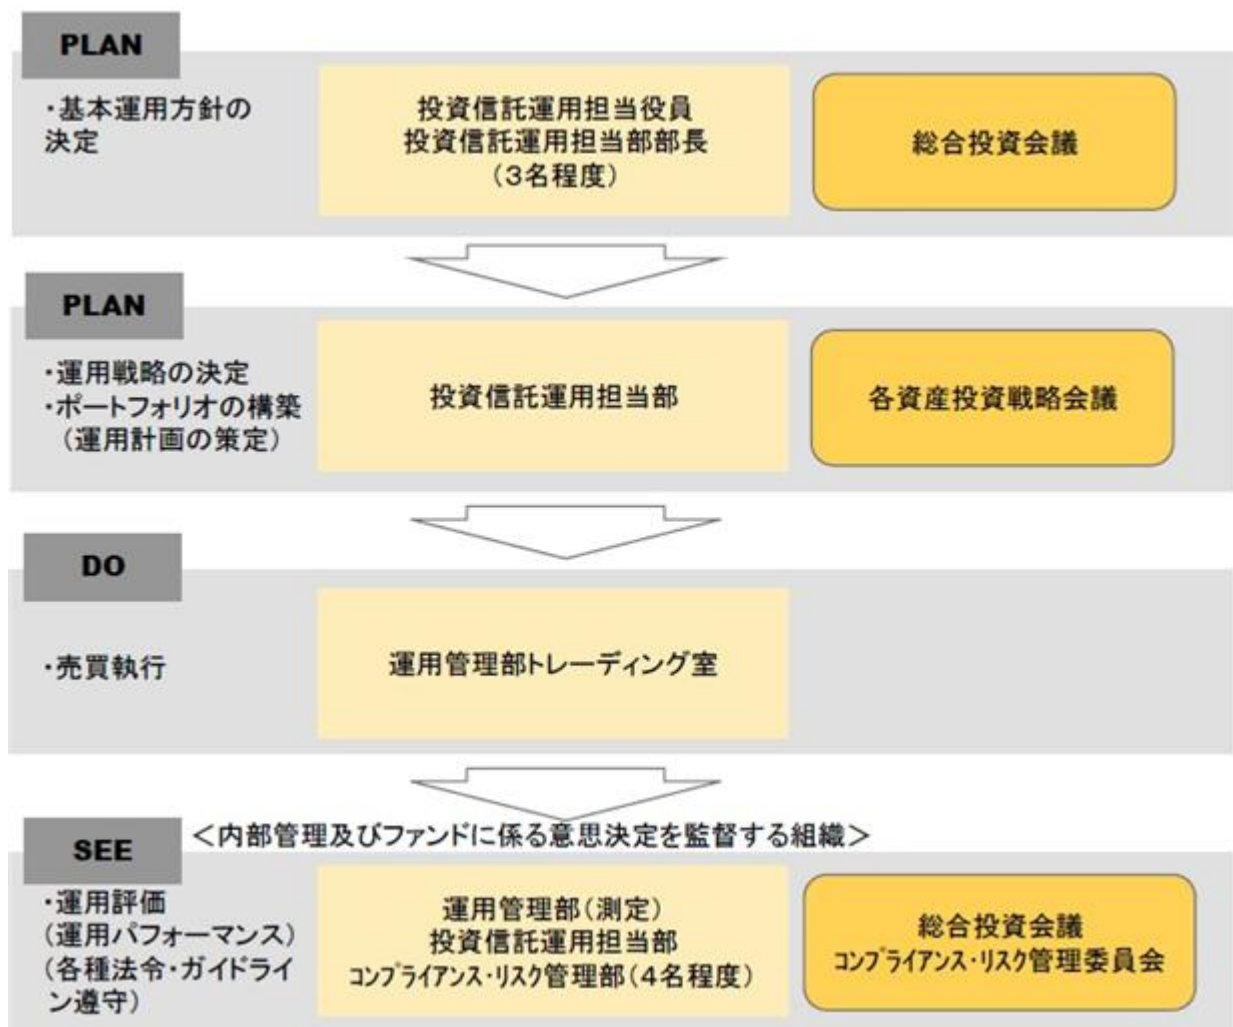 PLAN
・基本運用方針の
決定
投資信託運用担当役員
投資信託運用担当部部長
（３名程度）
総合投資会議
PLAN
・運用戦略の決定
・ポートフォリオの構築
（運用計画の策定）
投資信託運用担当部
各資産投資戦略会議
DO
・売買執行
運用管理部トレーディング室
SEE
＜内部管理及びファンドに係る意思決定を監督する組織＞
・運用評価
（運用パフォーマンス）
（各種法令・ガイドライ
ン遵守）
運用管理部（測定）
投資信託運用担当部
ｺﾝﾌﾟﾗｲｱﾝｽ・ﾘｽｸ管理部（４名程度）
総合投資会議
ｺﾝﾌﾟﾗｲｱﾝｽ・ﾘｽｸ管理委員会